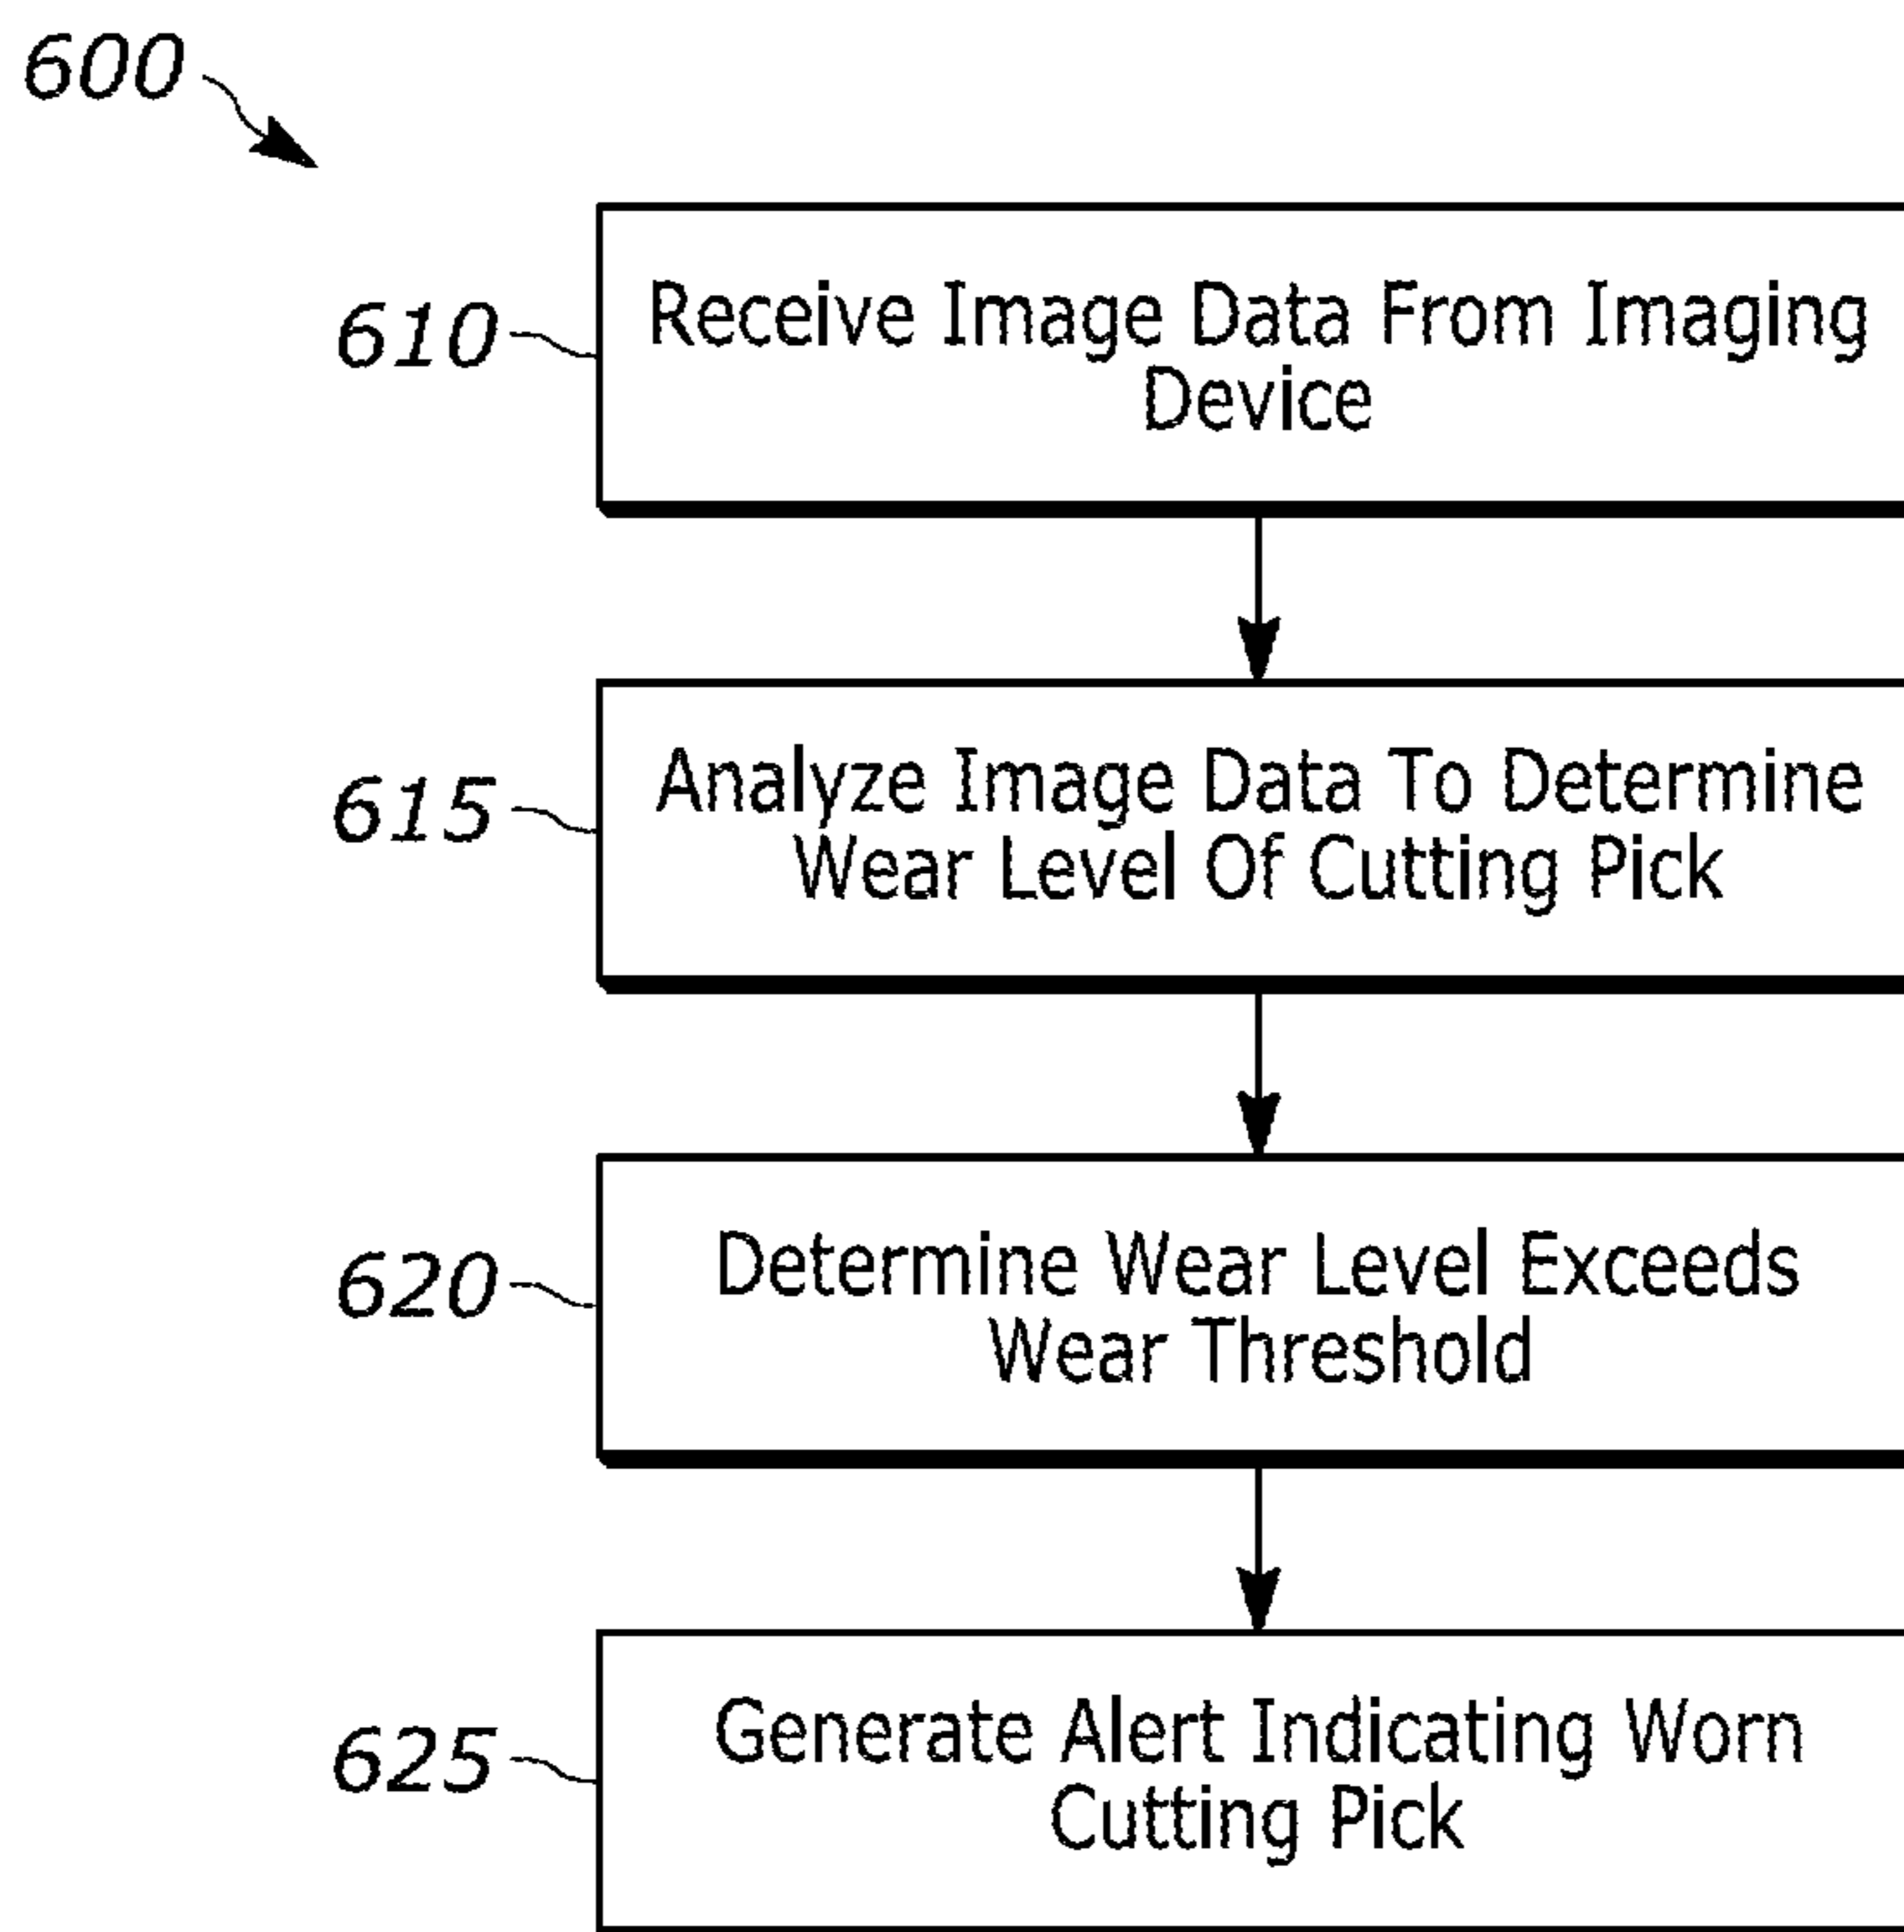 600
610
Receive Image Data From Imaging
Device
615
Analyze Image Data To Determine
Wear Level Of Cutting Pick
620
Determine Wear Level Exceeds
Wear Threshold
625
Generate Alert Indicating Worn
Cutting Pick